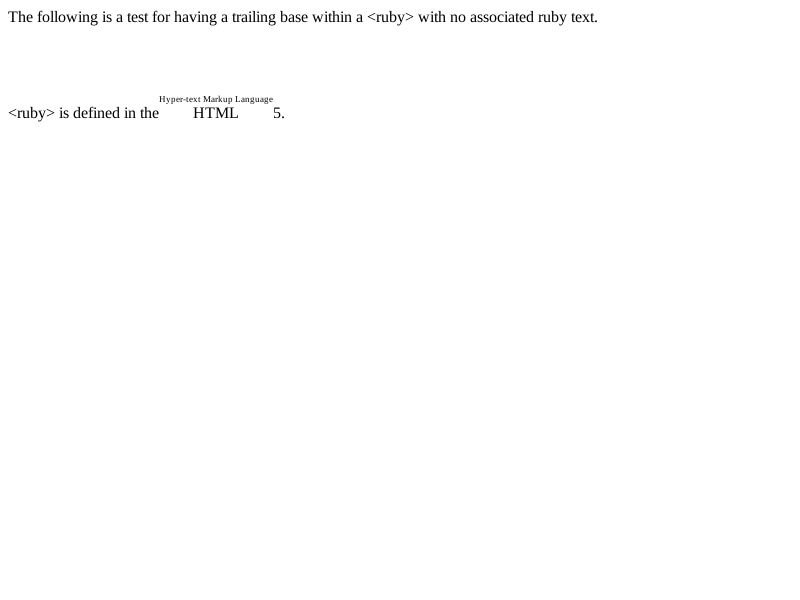 The following is a test for having a trailing base within a <ruby> with no associated ruby text.
Hyper-text Markup Language
<ruby> is defined in the HTML 5.